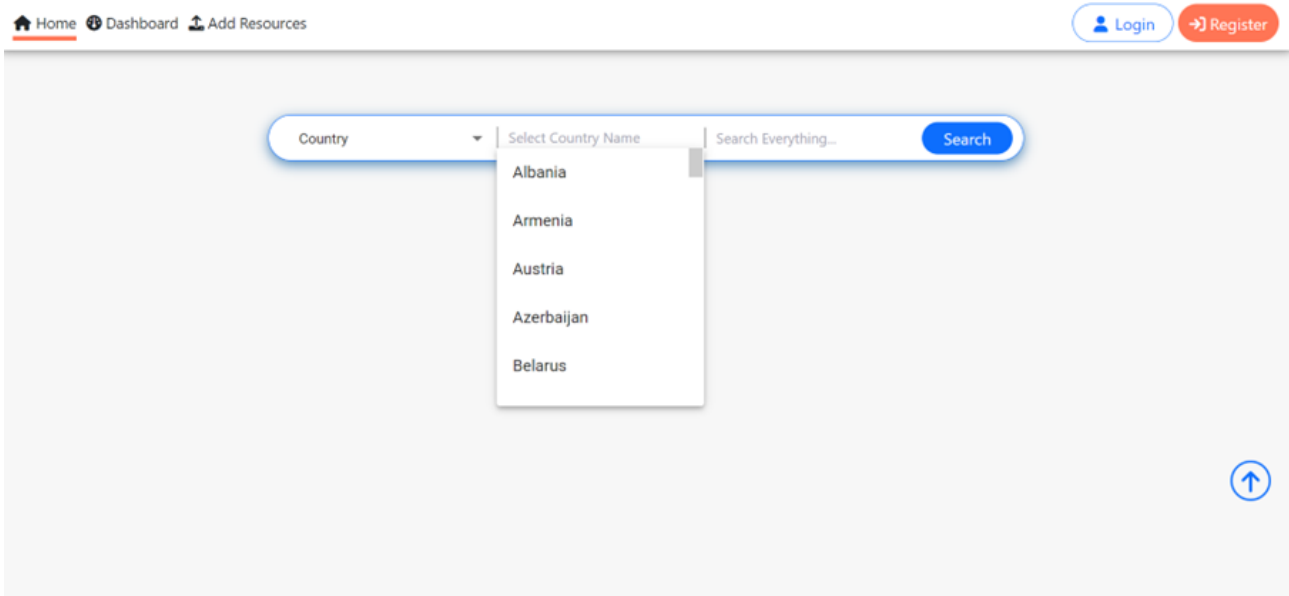 Home Dashboard Add Resources Login Register
Country Select Country Name Search Everything... Search
Albania
Armenia
Austria
Azerbaijan
Belarus